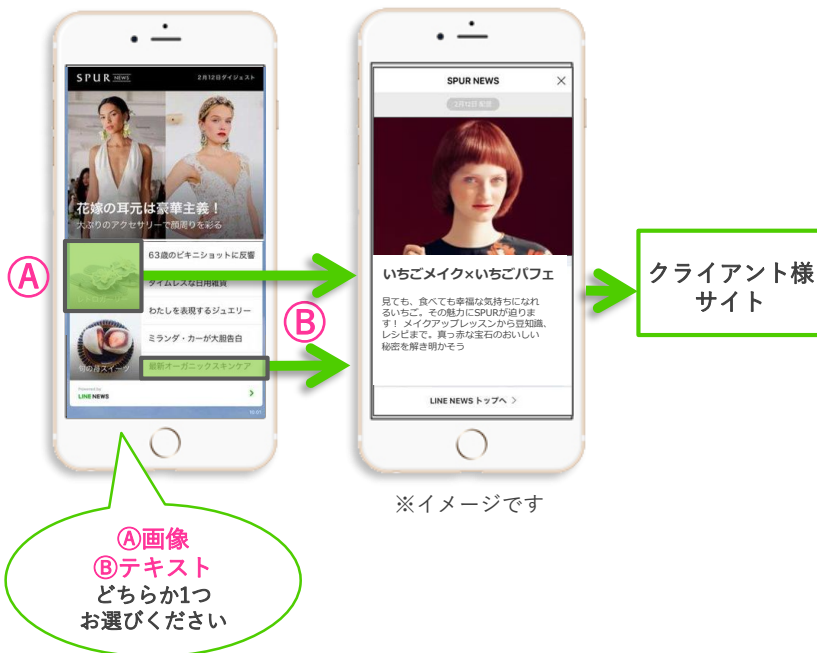 SPUR NEWS
2月12日ダイジェスト
花嫁の耳元は豪華主義！
大ぶりのアクセサリーで顔周りを彩る
63歳のビキニショットに反響
タイムレスな日用雑貨
わたしを表現するジュエリー
ミランダ・カーが大胆告白
旬の苺スイーツ
最新オーガニックスキンケア
Powered by
LINE NEWS
Ⓐ
Ⓑ
SPUR NEWS
いちごメイク×いちごパフェ
見ても、食べても幸福な気持ちになれ
るいちご。その魅力にSPURが迫りま
す！ メイクアップレッスンから豆知識、
レシピまで。真っ赤な宝石のおいしい
秘密を解き明かそう
LINE NEWS トップへ
クライアント様
サイト
※イメージです
Ⓐ画像
Ⓑテキスト
どちらか1つ
お選びください